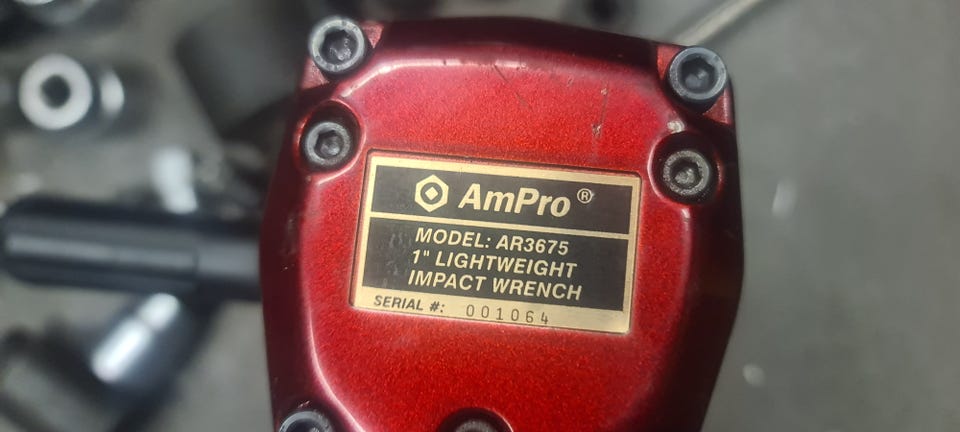 AmPro ®
MODEL: AR3675
1" LIGHTWEIGHT
IMPACT WRENCH
SERIAL #: 001064